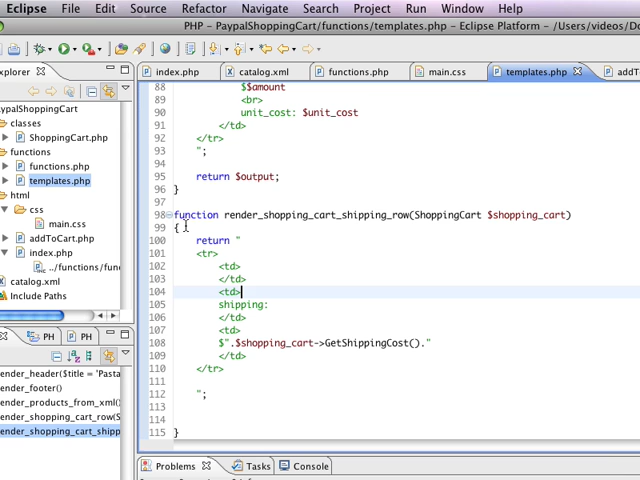 Eclipse File Edit Source Refactor Navigate Search Project Run Window Help
PHP - PaypalShoppingCart/functions/templates.php - Eclipse Platform - /Users/videos/Do
xplorer
index.php
catalog.xml
functions.php
main.css
templates.php
addT
aypalShoppingCart
classes
ShoppingCart.php
functions
functions.php
templates.php
html
css
main.css
addToCart.php
index.php
../functions/fun
catalog.xml
Include Paths
PH
PH
ender_header($title = 'Pasta
ender_footer()
ender_products_from_xml()
ender_shopping_cart_row(S
ender_shopping_cart_shipp
88 $$amount
89 <br>
90 unit_cost: $unit_cost
91 </td>
92 </tr>
93 ";
94
95 return $output;
96 }
97
98 function render_shopping_cart_shipping_row(ShoppingCart $shopping_cart)
99 {
100 return "
101 <tr>
102 <td>
103 </td>
104 <td>
105 shipping:
106 </td>
107 <td>
108 $".$shopping_cart->GetShippingCost()."
109 </td>
110 </tr>
111
112 ";
113
114
115 }
Problems
Tasks
Console